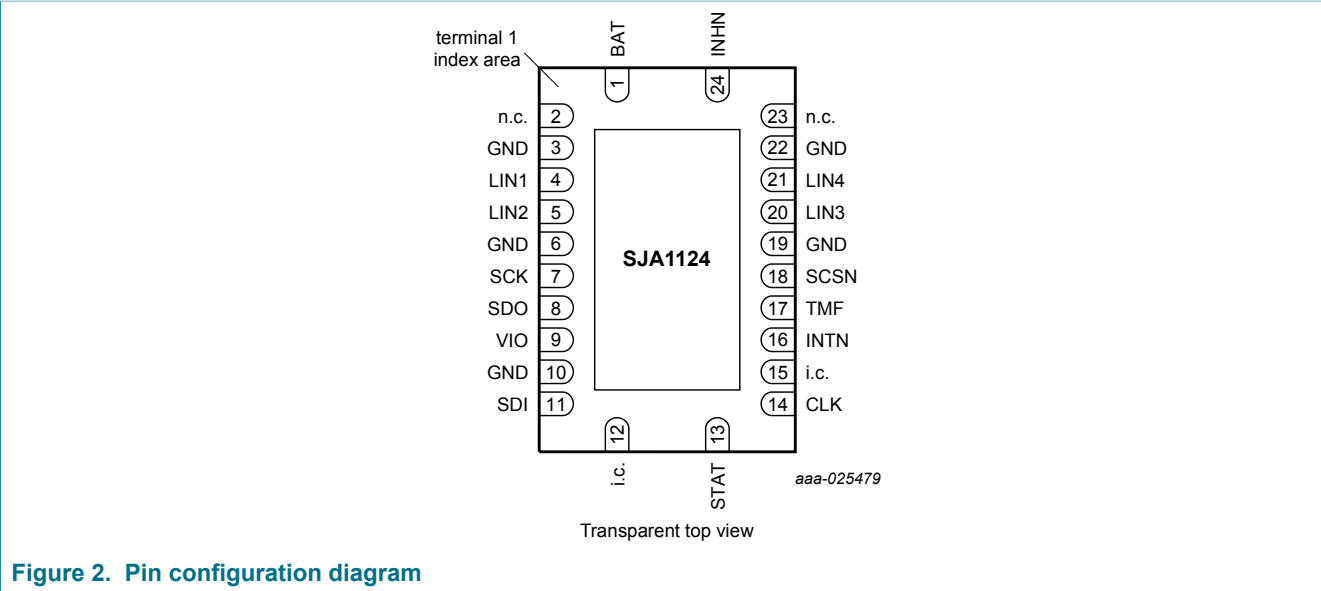 terminal 1
index area
BAT
INHN
1
24
n.c. 2
23 n.c.
GND 3
22 GND
LIN1 4
21 LIN4
LIN2 5
20 LIN3
GND 6
19 GND
SJA1124
SCK 7
18 SCSN
SDO 8
17 TMF
VIO 9
16 INTN
GND 10
15 i.c.
SDI 11
14 CLK
12
13
i.c.
STAT
aaa-025479
Transparent top view
Figure 2. Pin configuration diagram